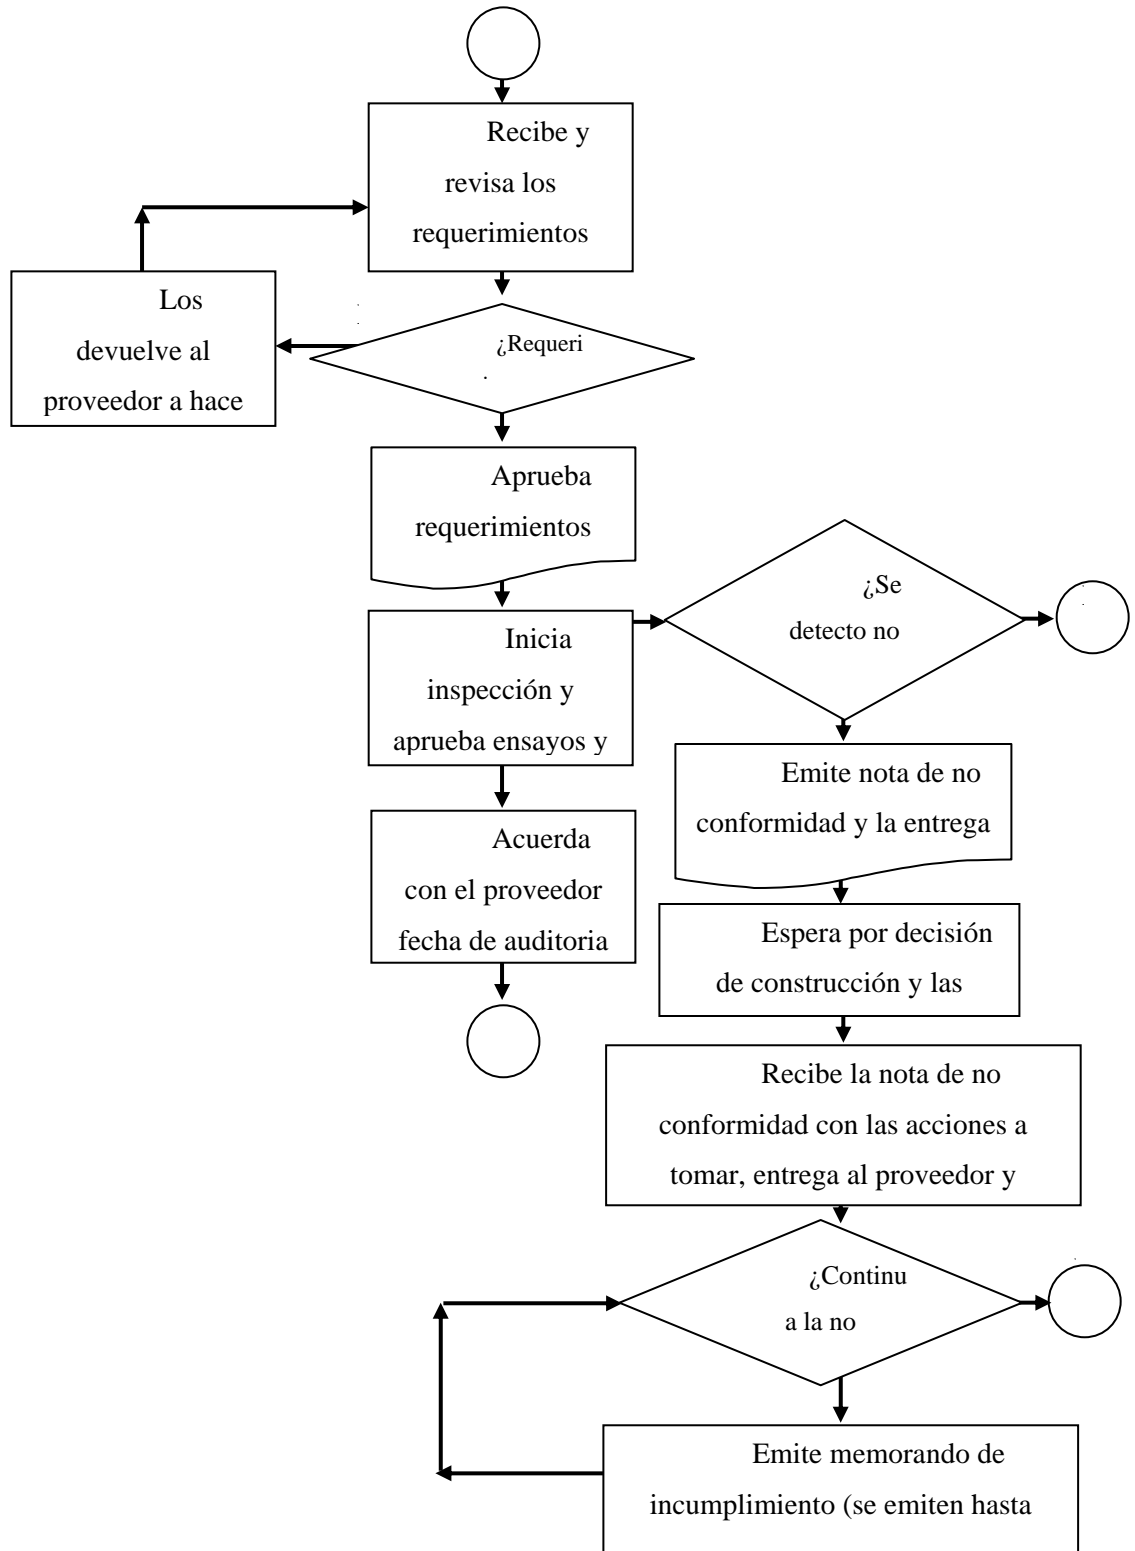 Recibe y
revisa los
requerimientos
Los
devuelve al
proveedor a hace
¿Requeri
Aprueba
requerimientos
Inicia
inspección y
aprueba ensayos y
¿Se
detecto no
Emite nota de no
conformidad y la entrega
Acuerda
con el proveedor
fecha de auditoria
Espera por decisión
de construcción y las
Recibe la nota de no
conformidad con las acciones a
tomar, entrega al proveedor y
¿Continu
a la no
Emite memorando de
incumplimiento (se emiten hasta